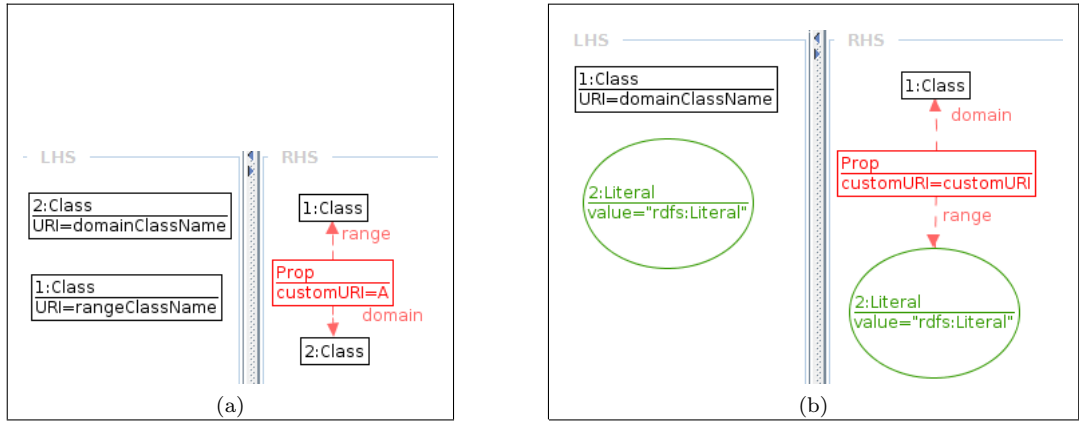 LHS
RHS
2:Class
URI=domainClassName
1:Class
URI=rangeClassName
1:Class
range
Prop
customURI=A
domain
2:Class
(a)
LHS
RHS
1:Class
URI=domainClassName
2:Literal
value="rdfs:Literal"
1:Class
domain
Prop
customURI=customURI
range
2:Literal
value="rdfs:Literal"
(b)